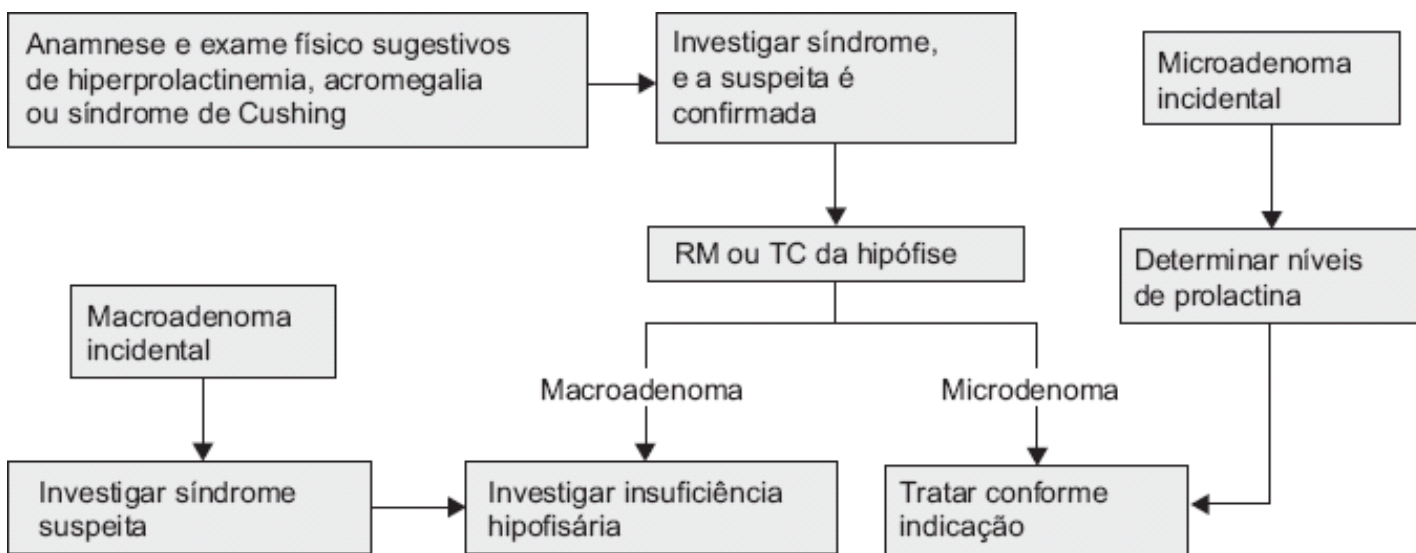 Anamnese e exame físico sugestivos
de hiperprolactinemia, acromegalia
ou síndrome de Cushing
Investigar síndrome,
e a suspeita é
confirmada
Microadenoma
incidental
RM ou TC da hipófise
Determinar níveis
de prolactina
Macroadenoma
incidental
Macroadenoma
Microdenoma
Investigar síndrome
suspeita
Investigar insuficiência
hipofisária
Tratar conforme
indicação